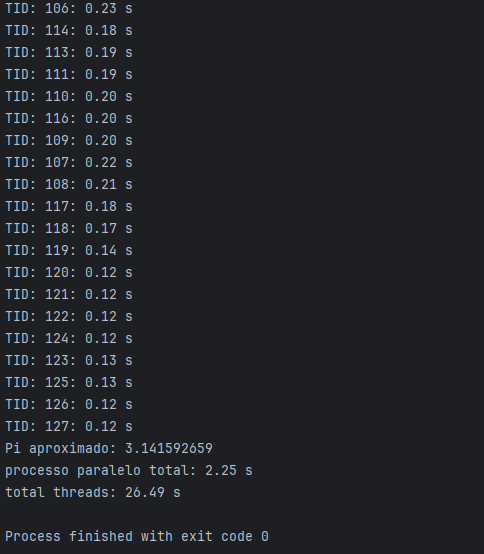 TID: 106: 0.23 s
TID: 114: 0.18 s
TID: 113: 0.19 s
TID: 111: 0.19 s
TID: 110: 0.20 s
TID: 116: 0.20 s
TID: 109: 0.20 s
TID: 107: 0.22 s
TID: 108: 0.21 s
TID: 117: 0.18 s
TID: 118: 0.17 s
TID: 119: 0.14 s
TID: 120: 0.12 s
TID: 121: 0.12 s
TID: 122: 0.12 s
TID: 124: 0.12 s
TID: 123: 0.13 s
TID: 125: 0.13 s
TID: 126: 0.12 s
TID: 127: 0.12 s
Pi aproximado: 3.141592659
processo paralelo total: 2.25 s
total threads: 26.49 s
Process finished with exit code 0